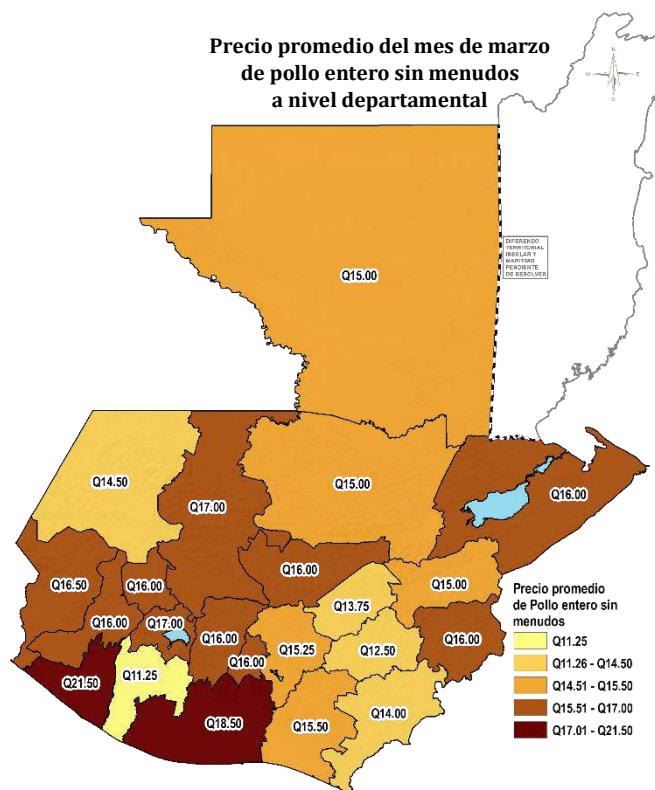 Precio promedio del mes de marzo
de pollo entero sin menudos
a nivel departamental
N
O
E
S
DIFERENDO
TERRITORIAL
INSULAR Y
MARITIMO
PENDIENTE
DE RESOLVER
Q15.00
Q14.50
Q17.00
Q15.00
Q16.00
Q16.50
Q16.00
Q16.00
Q15.00
Q13.75
Q16.00
Q17.00
Q16.00
Q16.00
Q15.25
Q12.50
Q16.00
Q21.50
Q11.25
Q18.50
Q15.50
Q14.00
Precio promedio
de Pollo entero sin
menudos
Q11.25
Q11.26 - Q14.50
Q14.51 - Q15.50
Q15.51 - Q17.00
Q17.01 - Q21.50